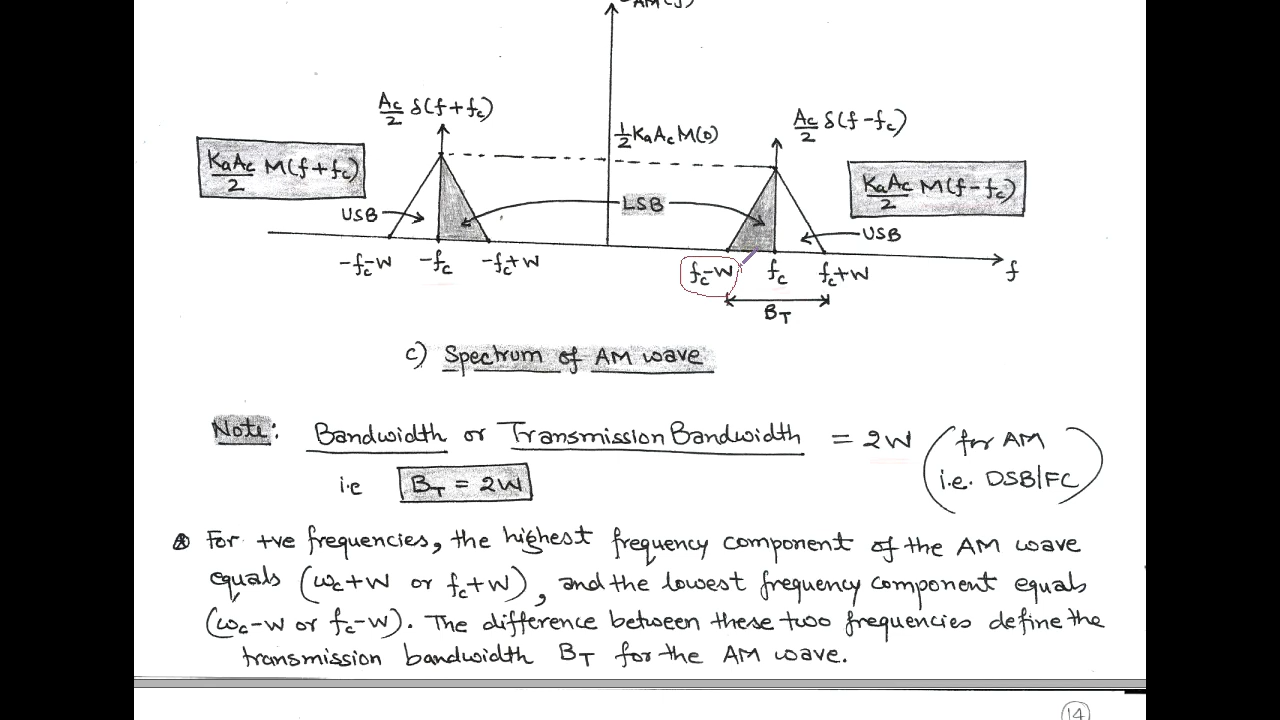 AM(f)
Ac/2 δ(f+fc)
Ac/2 δ(f-fc)
1/2 KaAc M(0)
KaAc/2 M(f+fc)
KaAc/2 M(f-fc)
USB
LSB
USB
-fc-W -fc -fc+W fc-W fc fc+W f
BT
c) Spectrum of AM wave
Note: Bandwidth or Transmission Bandwidth = 2W (for AM
i.e BT = 2W i.e. DSB/FC)
For +ve frequencies, the highest frequency component of the AM wave
equals (ωc+W or fc+W), and the lowest frequency component equals
(ωc-W or fc-W). The difference between these two frequencies define the
transmission bandwidth BT for the AM wave.
14